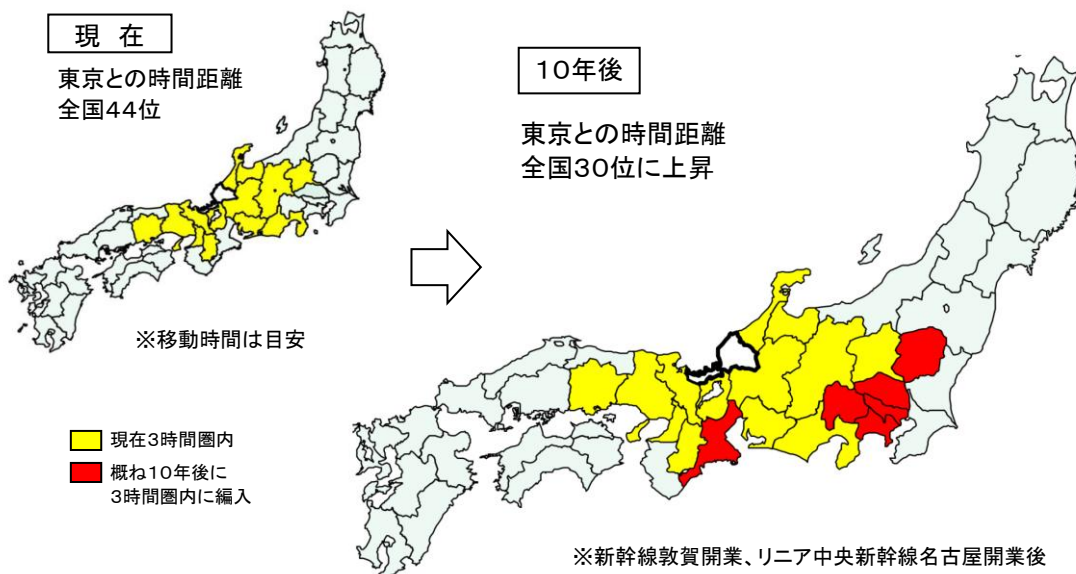 現 在
東京との時間距離
全国44位
10年後
東京との時間距離
全国30位に上昇
※移動時間は目安
現在3時間圏内
概ね10年後に
3時間圏内に編入
※新幹線敦賀開業、リニア中央新幹線名古屋開業後